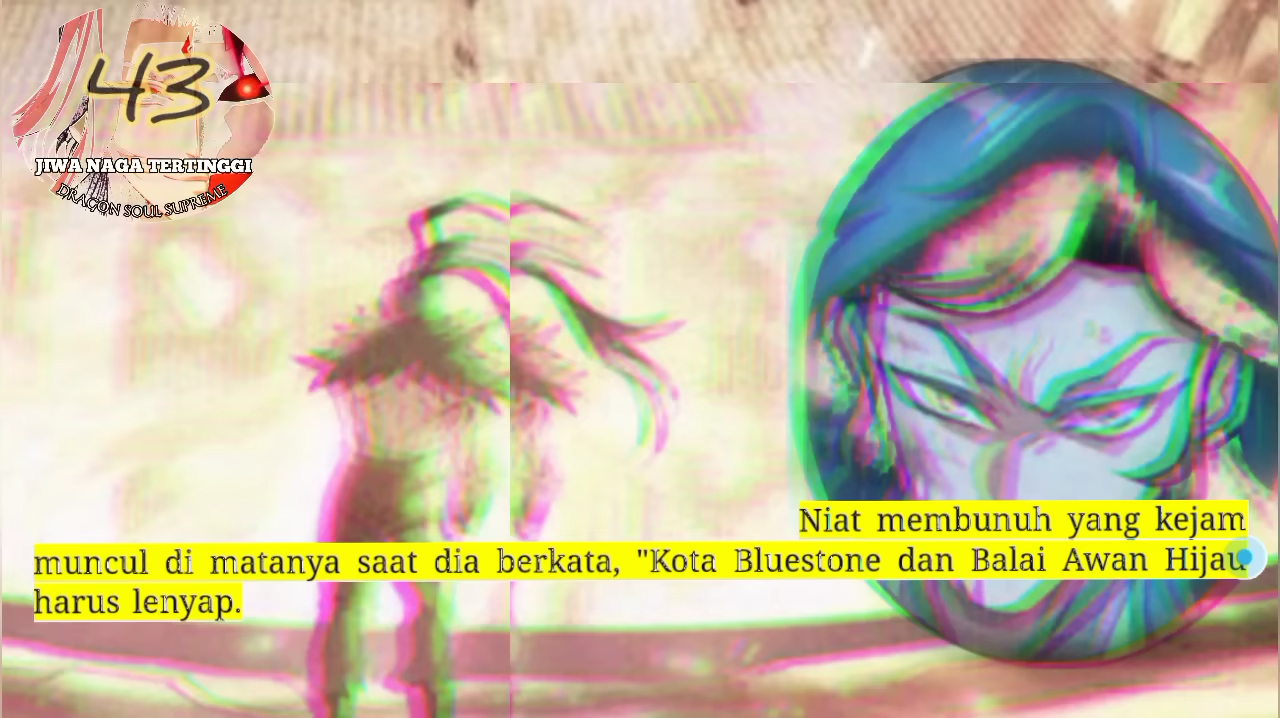 43
JIWA NAGA TERTINGGI
DRAGON SOUL SUPREME
Niat membunuh yang kejam
muncul di matanya saat dia berkata, "Kota Bluestone dan Balai Awan Hijau
harus lenyap.